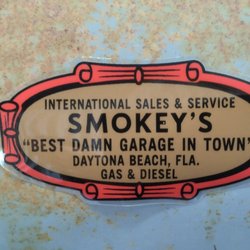 INTERNATIONAL SALES & SERVICE
SMOKEY'S
"BEST DAMN GARAGE IN TOWN"
DAYTONA BEACH, FLA.
GAS & DIESEL